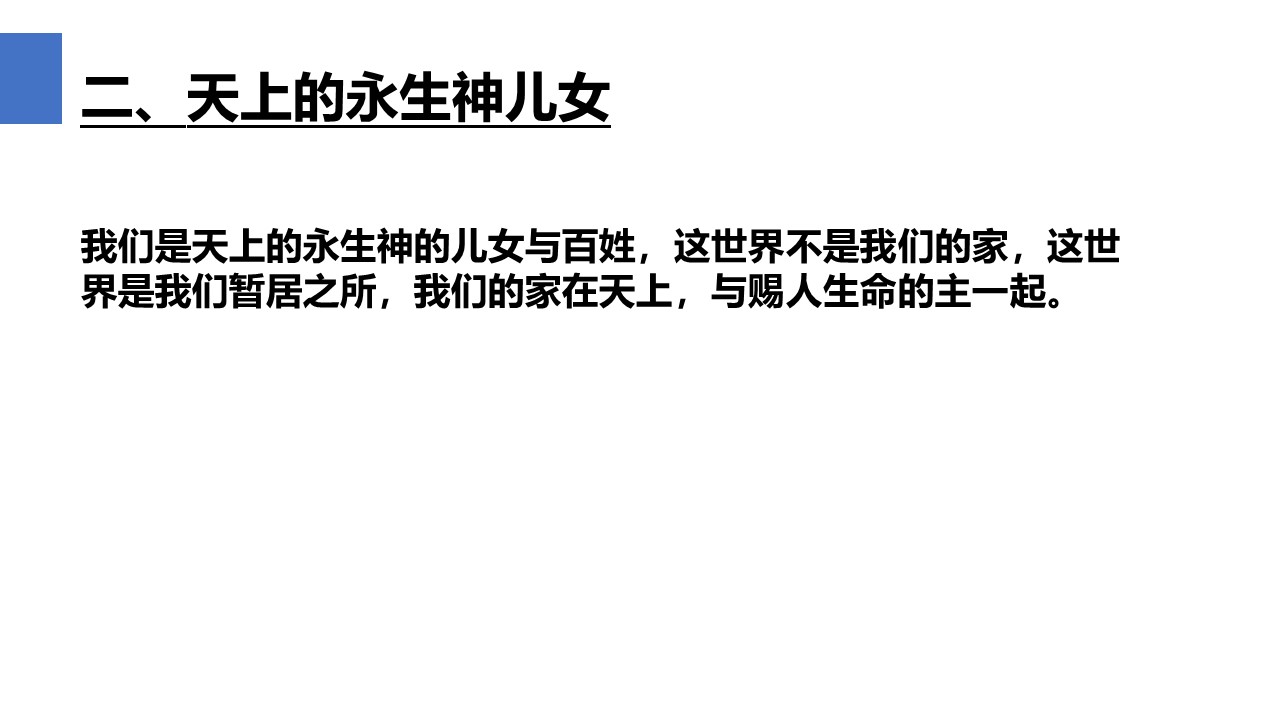 二、天上的永生神儿女
我们是天上的永生神的儿女与百姓，这世界不是我们的家，这世
界是我们暂居之所，我们的家在天上，与赐人生命的主一起。